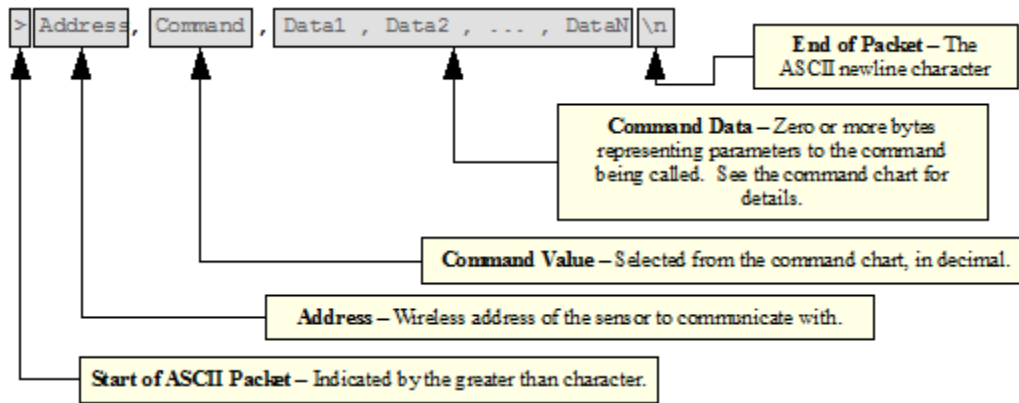 > Address, Command , Data1 , Data2 , ... , DataN \n
End of Packet – The
ASCII newline character
Command Data – Zero or more bytes
representing parameters to the command
being called. See the command chart for
details.
Command Value – Selected from the command chart, in decimal.
Address – Wireless address of the sensor to communicate with.
Start of ASCII Packet – Indicated by the greater than character.